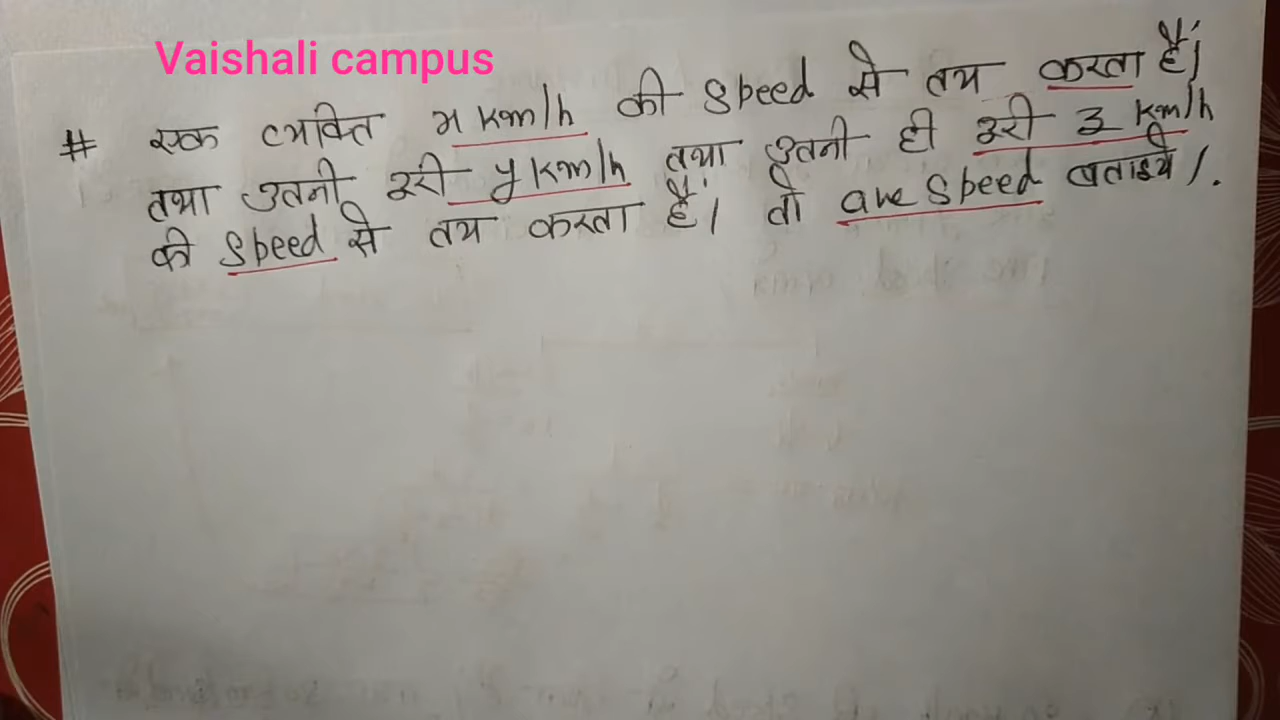 Vaishali campus
# एक व्यक्ति x km/h की speed से तय करता है।
तथा उतनी दूरी y km/h तथा उतनी ही दूरी z km/h
की speed से तय करता है। तो ave speed बताइये।.